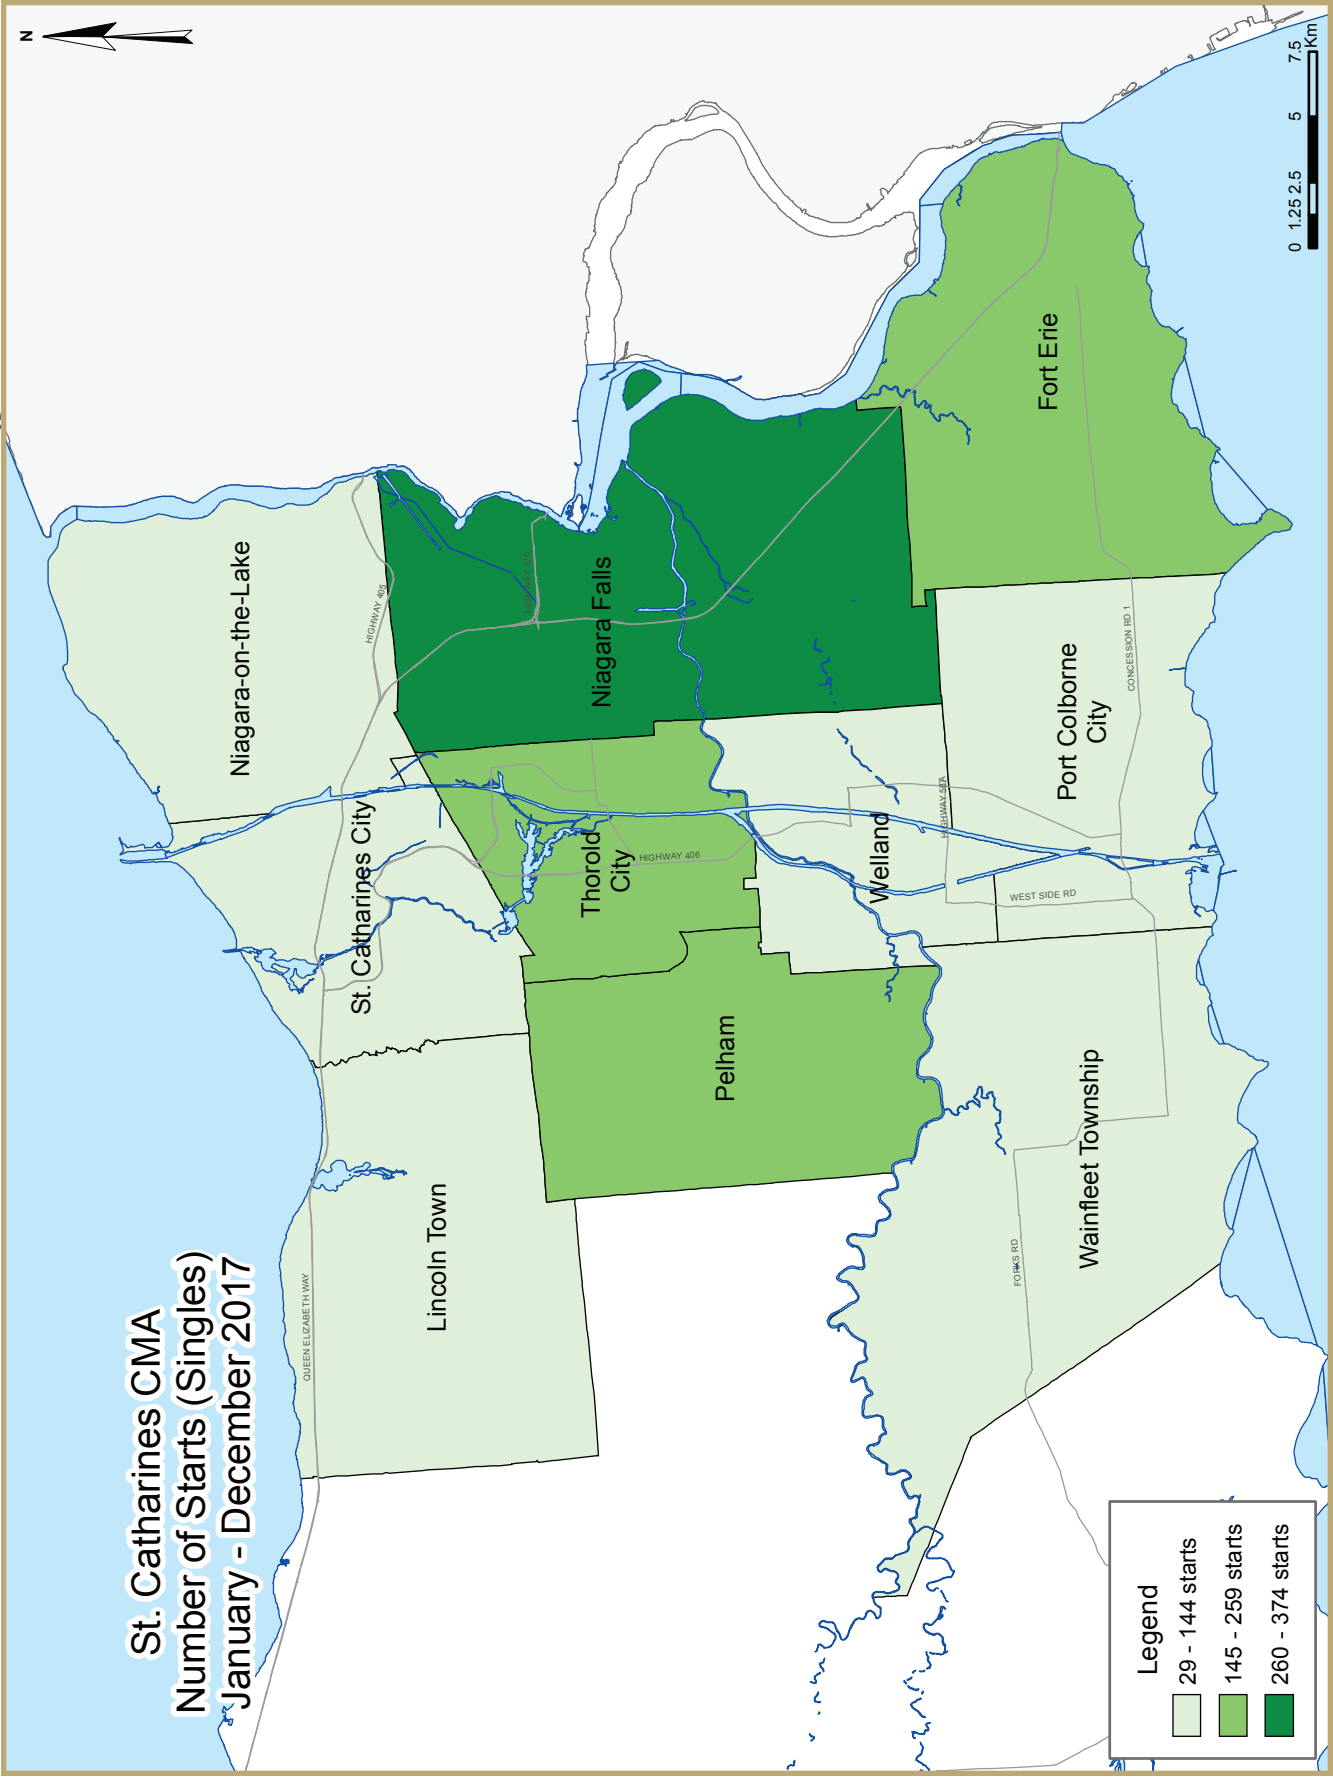 St. Catharines CMA
Number of Starts (Singles)
January - December 2017
N
QUEEN ELIZABETH WAY
Lincoln Town
St. Catharines City
Niagara-on-the-Lake
HIGHWAY 405
HIGHWAY 420
Niagara Falls
Thorold
City
HIGHWAY 406
Pelham
Welland
HIGHWAY 58A
WEST SIDE RD
Port Colborne
City
CONCESSION RD 1
Fort Erie
Wainfleet Township
FORKS RD
Legend
29 - 144 starts
145 - 259 starts
260 - 374 starts
0 1.25 2.5 5 7.5
Km